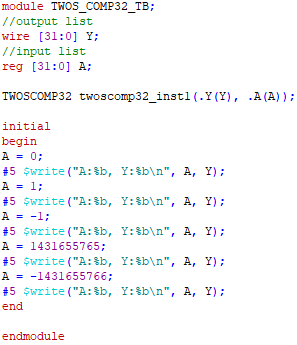 module TWOS_COMP32_TB;
//output list
wire [31:0] Y;
//input list
reg [31:0] A;
TWOSCOMP32 twoscomp32_inst1(.Y(Y), .A(A));
initial
begin
A = 0;
#5 $write("A:%b, Y:%b\n", A, Y);
A = 1;
#5 $write("A:%b, Y:%b\n", A, Y);
A = -1;
#5 $write("A:%b, Y:%b\n", A, Y);
A = 1431655765;
#5 $write("A:%b, Y:%b\n", A, Y);
A = -1431655766;
#5 $write("A:%b, Y:%b\n", A, Y);
end
endmodule